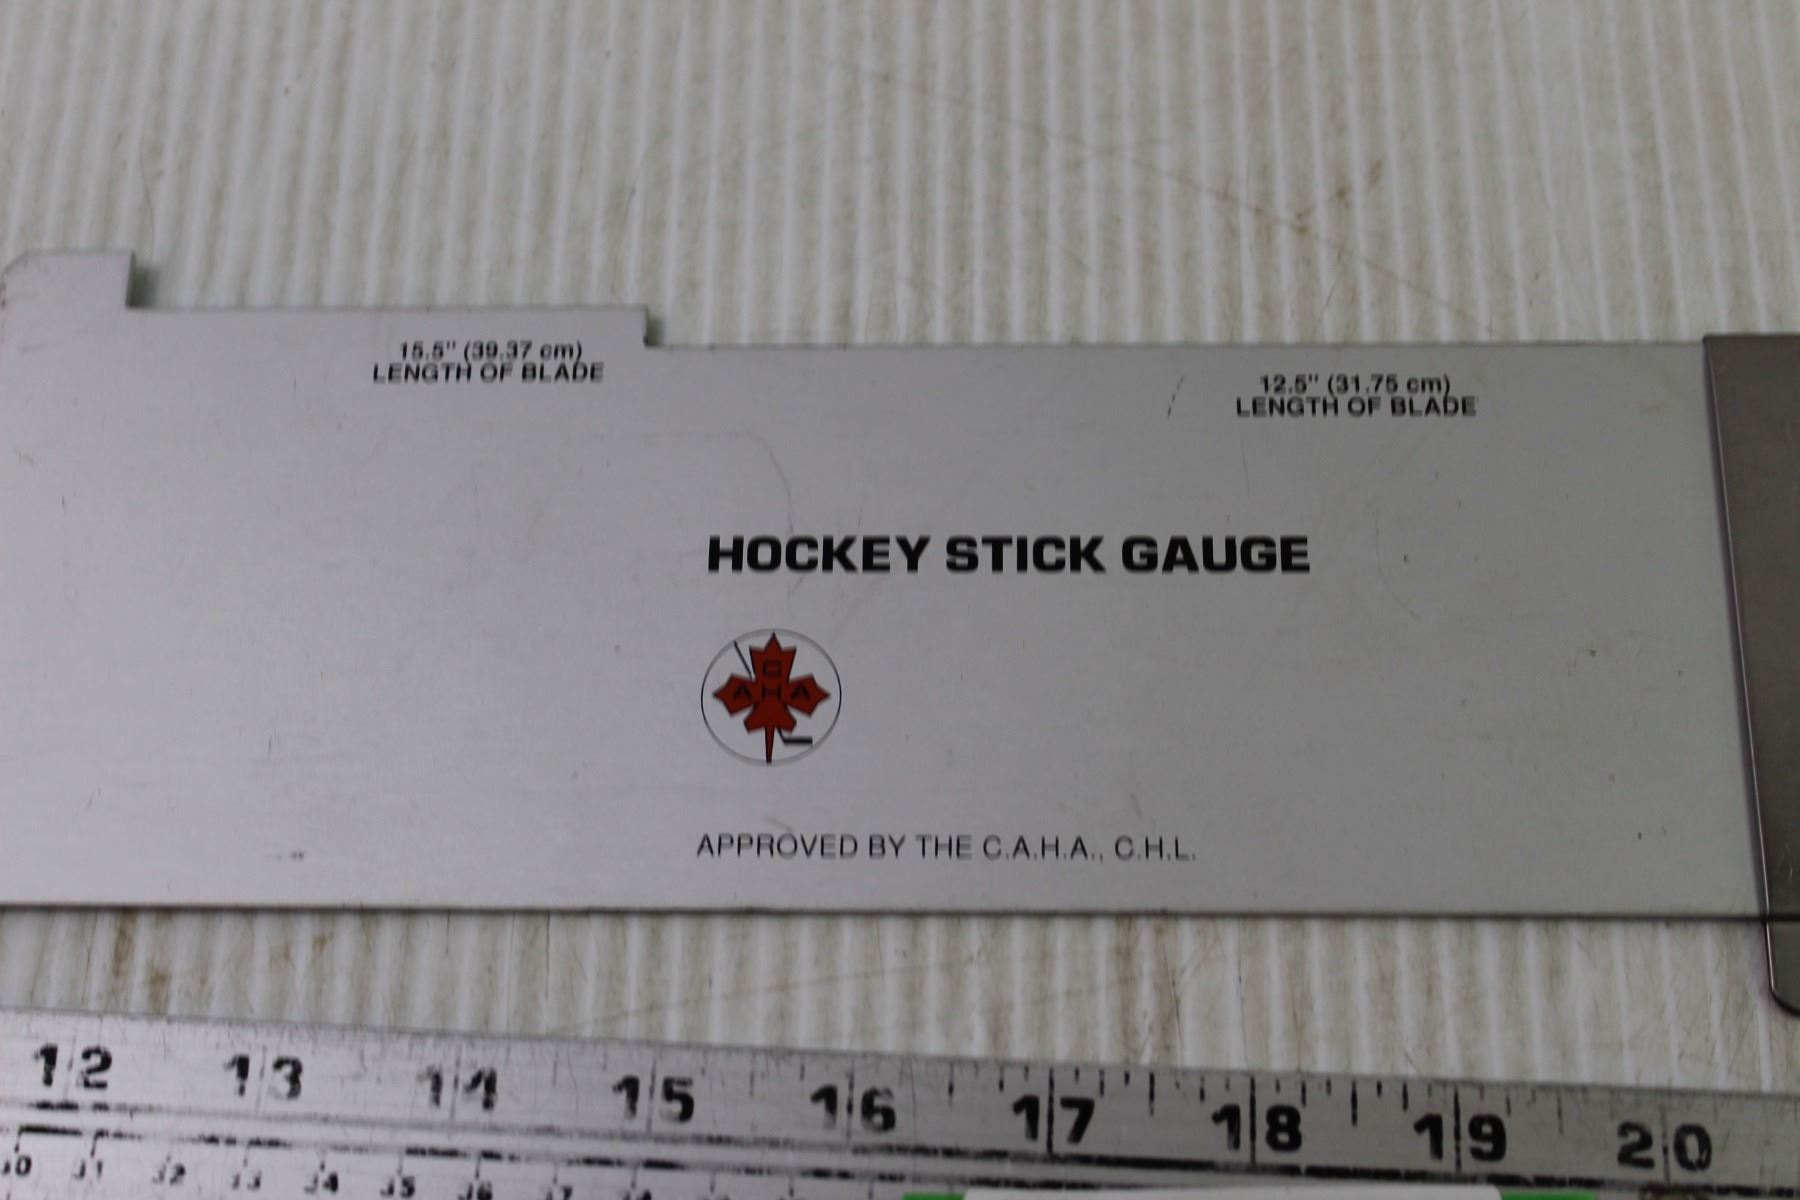 15.5" (39.37 cm)
LENGTH OF BLADE
12.5" (31.75 cm)
LENGTH OF BLADE
HOCKEY STICK GAUGE
C
AHA
APPROVED BY THE C.A.H.A., C.H.L.
12 13 14 15 16 17 18 19 20